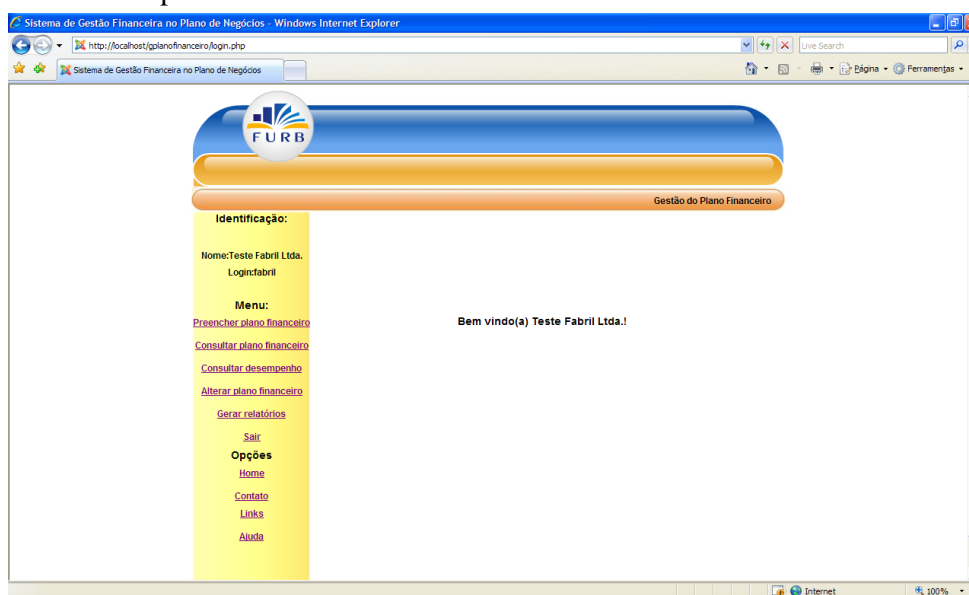 Sistema de Gestão Financeira no Plano de Negócios - Windows Internet Explorer
http://localhost/gplanofinanceiro/login.php
Live Search
Sistema de Gestão Financeira no Plano de Negócios
Página
Ferramentas
FURB
Gestão do Plano Financeiro
Identificação:
Nome:Teste Fabril Ltda.
Login:fabril
Menu:
Preencher plano financeiro
Bem vindo(a) Teste Fabril Ltda.!
Consultar plano financeiro
Consultar desempenho
Alterar plano financeiro
Gerar relatórios
Sair
Opções
Home
Contato
Links
Ajuda
Internet
100%